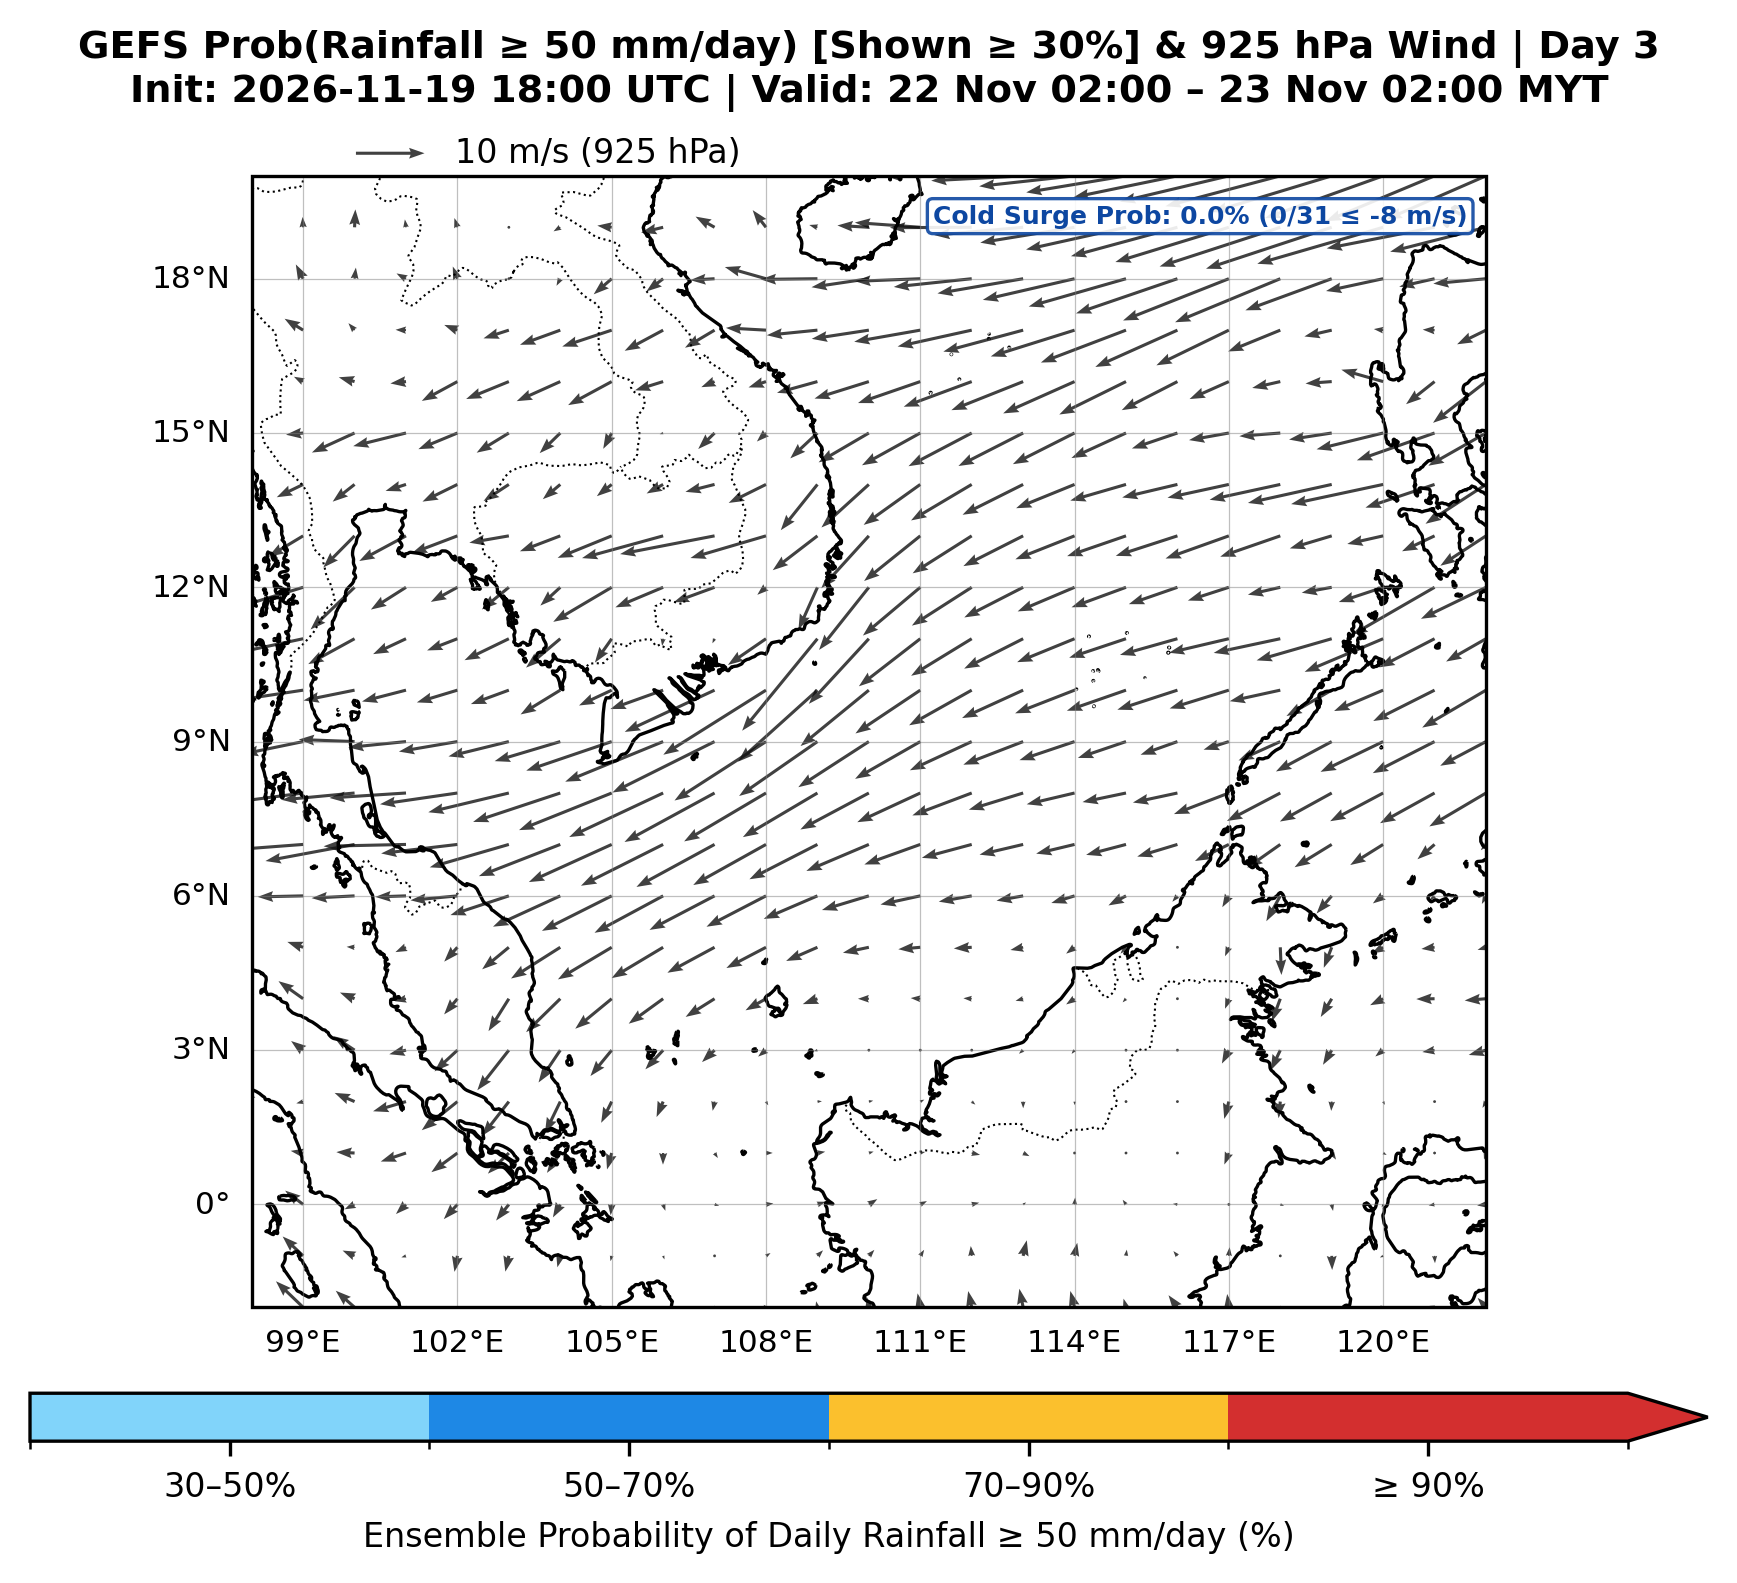 GEFS Prob(Rainfall ≥ 50 mm/day) [Shown ≥ 30%] & 925 hPa Wind | Day 3
Init: 2026-11-19 18:00 UTC | Valid: 22 Nov 02:00 – 23 Nov 02:00 MYT
10 m/s (925 hPa)
Cold Surge Prob: 0.0% (0/31 ≤ -8 m/s)
18°N
15°N
12°N
9°N
6°N
3°N
0°
99°E 102°E 105°E 108°E 111°E 114°E 117°E 120°E
30–50% 50–70% 70–90% ≥ 90%
Ensemble Probability of Daily Rainfall ≥ 50 mm/day (%)